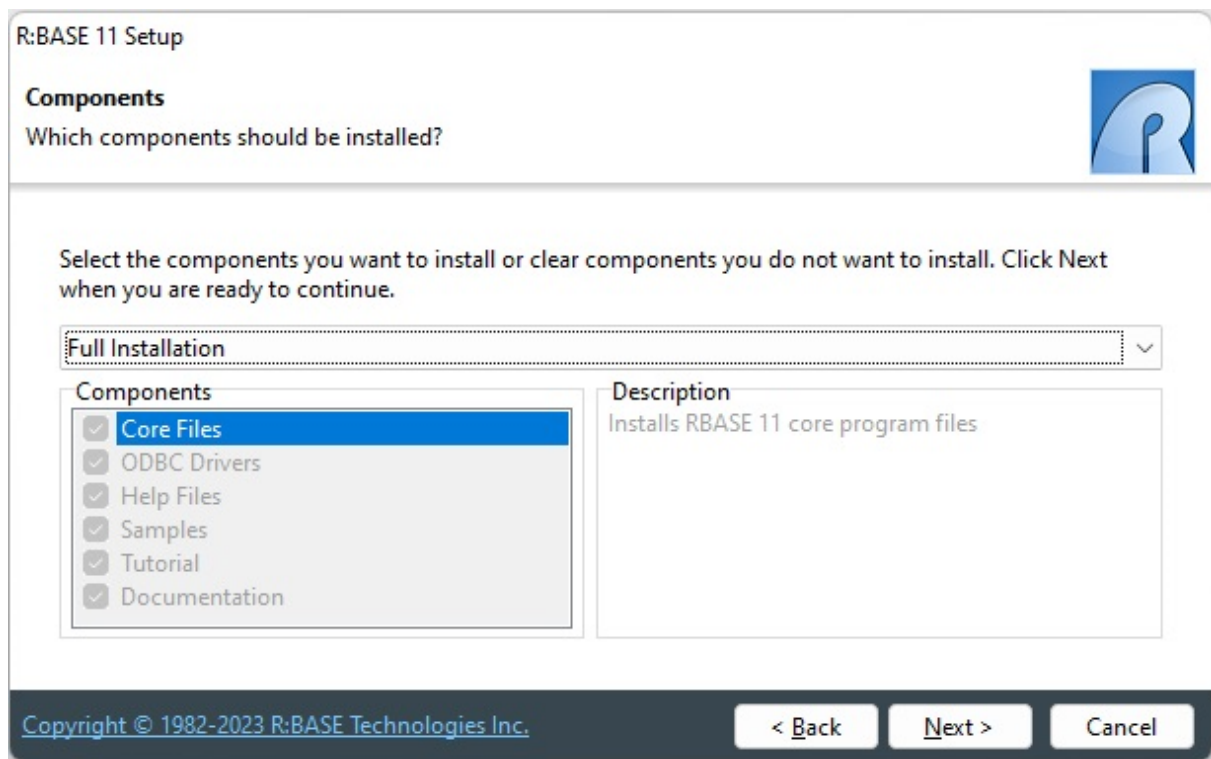 R:BASE 11 Setup
Components
Which components should be installed?
Select the components you want to install or clear components you do not want to install. Click Next
when you are ready to continue.
Full Installation
Components
Core Files
ODBC Drivers
Help Files
Samples
Tutorial
Documentation
Description
Installs RBASE 11 core program files
Copyright © 1982-2023 R:BASE Technologies Inc.
< Back
Next >
Cancel